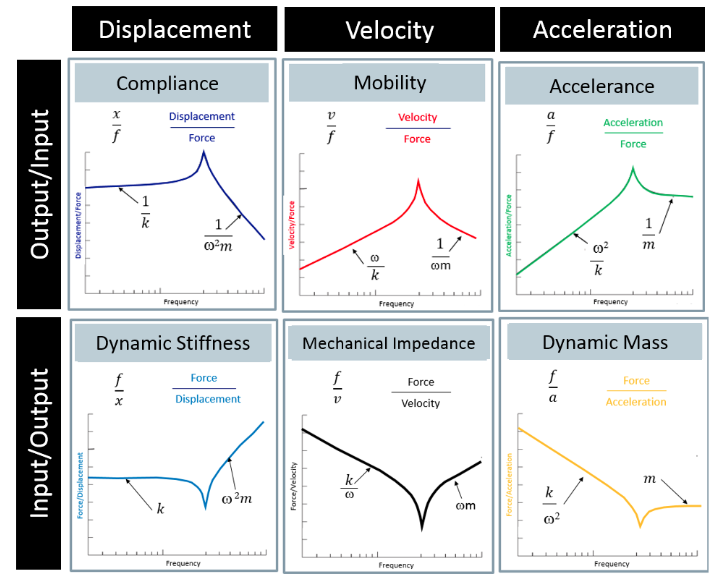 Displacement
Velocity
Acceleration
Output/Input
Compliance
x
f
Displacement
Force
Displacement/Force
1
k
1
ω²m
Frequency
Mobility
v
f
Velocity
Force
Velocity/Force
ω
k
1
ωm
Frequency
Accelerance
a
f
Acceleration
Force
Acceleration/Force
ω²
k
1
m
Frequency
Input/Output
Dynamic Stiffness
f
x
Force
Displacement
Force/Displacement
k
ω²m
Frequency
Mechanical Impedance
f
v
Force
Velocity
Force/Velocity
k
ω
ωm
Frequency
Dynamic Mass
f
a
Force
Acceleration
Force/Acceleration
k
ω²
m
Frequency